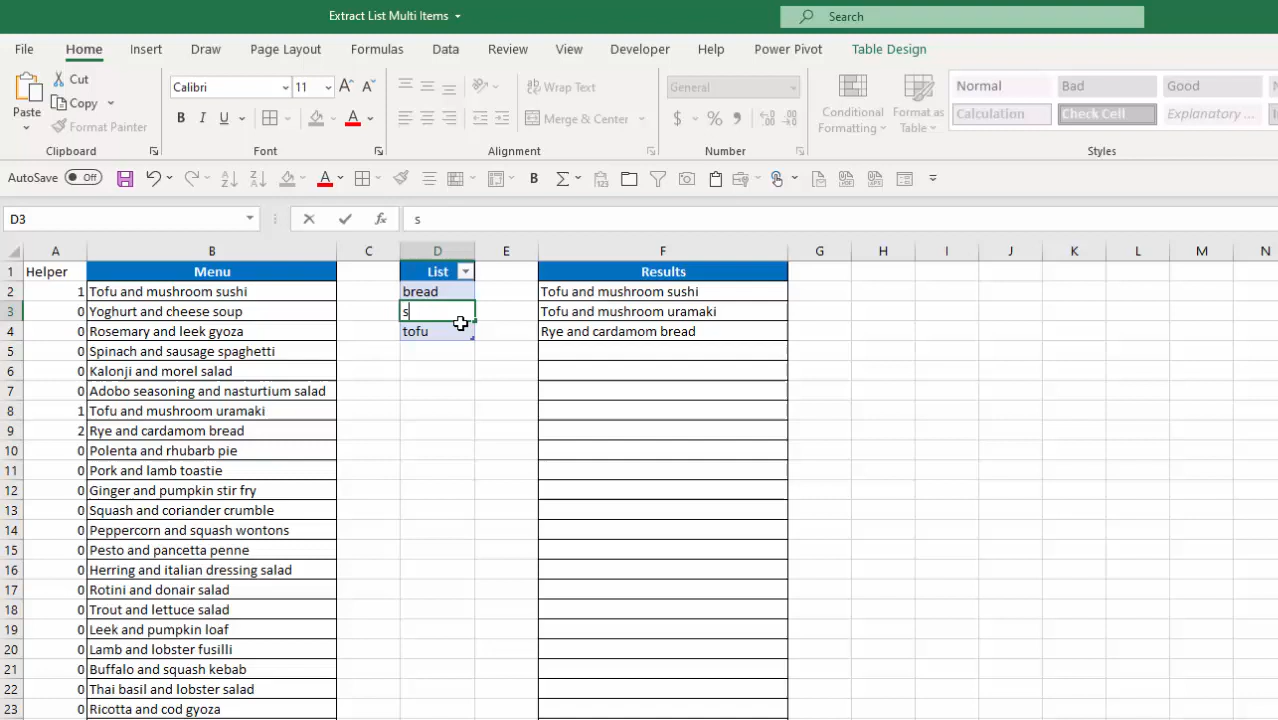 Extract List Multi Items
Search
File Home Insert Draw Page Layout Formulas Data Review View Developer Help Power Pivot Table Design
Paste
Cut
Copy
Format Painter
Clipboard
Calibri 11
B I U
Font
Wrap Text
Merge & Center
Alignment
General
$ % 9
Number
Conditional Formatting
Format as Table
Normal Bad Good
Calculation Check Cell Explanatory ...
Styles
AutoSave Off
D3
fx
s
A B C D E F G H I J K L M N
1 Helper Menu List Results
2 1 Tofu and mushroom sushi bread Tofu and mushroom sushi
3 0 Yoghurt and cheese soup s Tofu and mushroom uramaki
4 0 Rosemary and leek gyoza tofu Rye and cardamom bread
5 0 Spinach and sausage spaghetti
6 0 Kalonji and morel salad
7 0 Adobo seasoning and nasturtium salad
8 1 Tofu and mushroom uramaki
9 2 Rye and cardamom bread
10 0 Polenta and rhubarb pie
11 0 Pork and lamb toastie
12 0 Ginger and pumpkin stir fry
13 0 Squash and coriander crumble
14 0 Peppercorn and squash wontons
15 0 Pesto and pancetta penne
16 0 Herring and italian dressing salad
17 0 Rotini and donair salad
18 0 Trout and lettuce salad
19 0 Leek and pumpkin loaf
20 0 Lamb and lobster fusilli
21 0 Buffalo and squash kebab
22 0 Thai basil and lobster salad
23 0 Ricotta and cod gyoza